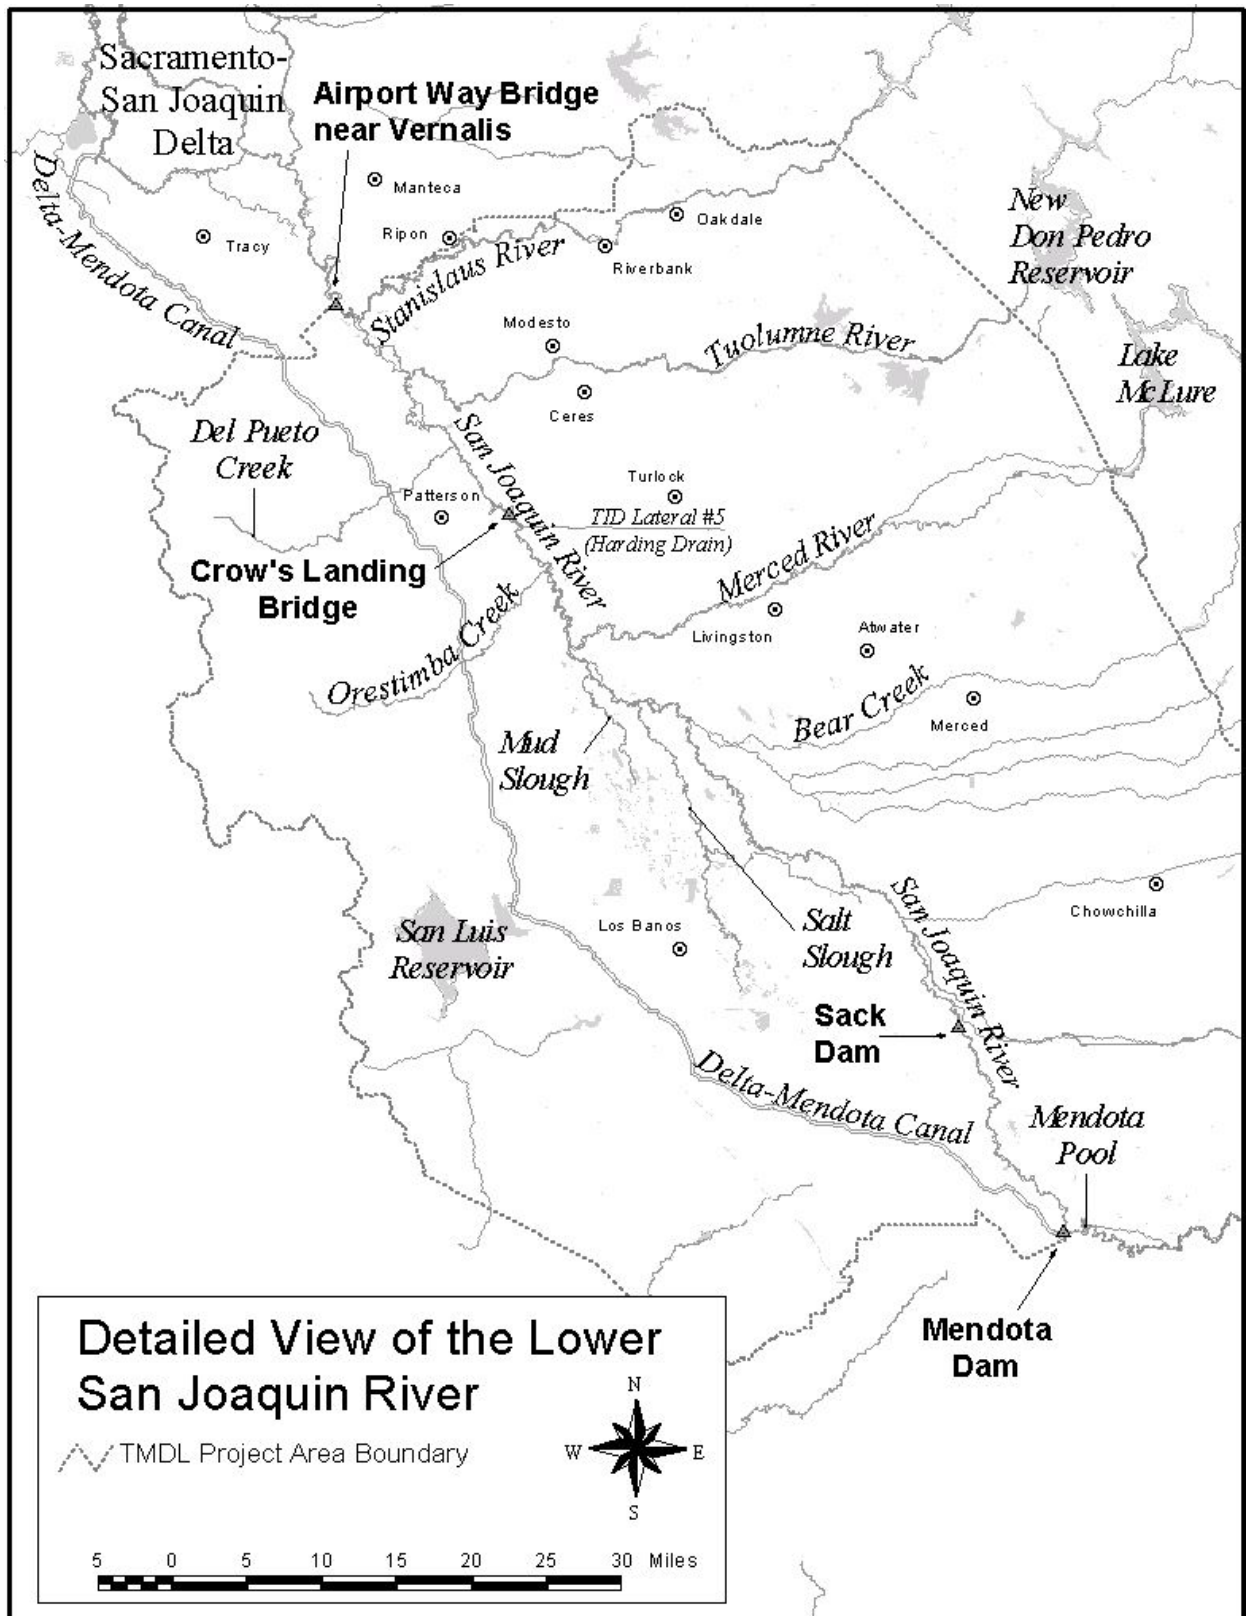 Sacramento-
San Joaquin
Delta
Airport Way Bridge
near Vernalis
Delta-Mendota Canal
Manteca
Tracy
Ripon
Oakdale
Riverbank
Stanislaus River
New
Don Pedro
Reservoir
Modesto
Tuolumne River
Lake
McLure
Ceres
Del Pueto
Creek
San Joaquin River
Patterson
Turlock
TID Lateral #5
(Harding Drain)
Crow's Landing
Bridge
Merced River
Livingston
Atwater
Orestimba Creek
Bear Creek
Merced
Mud
Slough
San Joaquin River
Chowchilla
San Luis
Reservoir
Los Banos
Salt
Slough
Sack
Dam
Delta-Mendota Canal
Mendota
Pool
Mendota
Dam
Detailed View of the Lower
San Joaquin River
TMDL Project Area Boundary
N
W E
S
5 0 5 10 15 20 25 30 Miles